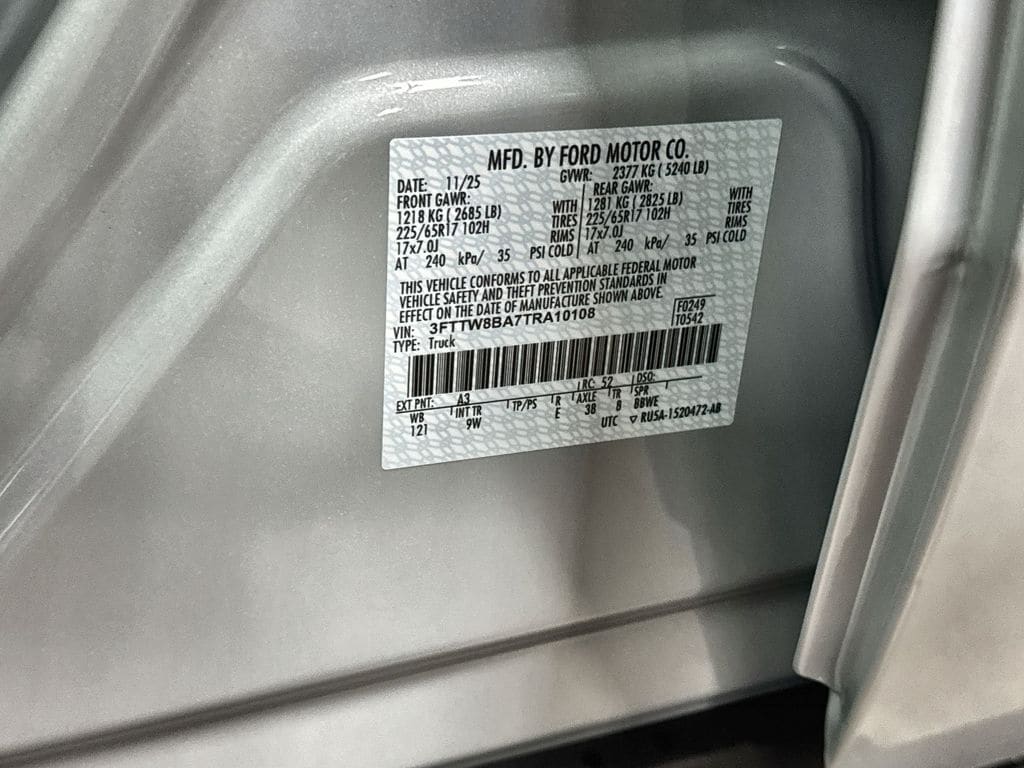 MFD. BY FORD MOTOR CO.
DATE: 11/25 GVWR: 2377 KG ( 5240 LB)
FRONT GAWR: REAR GAWR:
1218 KG ( 2685 LB) WITH 1281 KG ( 2825 LB) WITH
225/65R17 102H TIRES 225/65R17 102H TIRES
17x7.0J RIMS 17x7.0J RIMS
AT 240 kPa/ 35 PSI COLD AT 240 kPa/ 35 PSI COLD
THIS VEHICLE CONFORMS TO ALL APPLICABLE FEDERAL MOTOR
VEHICLE SAFETY AND THEFT PREVENTION STANDARDS IN
EFFECT ON THE DATE OF MANUFACTURE SHOWN ABOVE.
VIN: 3FTTW8BA7TRA10108 F0249
TYPE: Truck T0542
EXT PNT: A3 RC: 52 DSO:
WB INT TR TP/PS R AXLE TR SPR
121 9W E 38 8 BBWE
UTC ▽ RU5A-1520472-AB